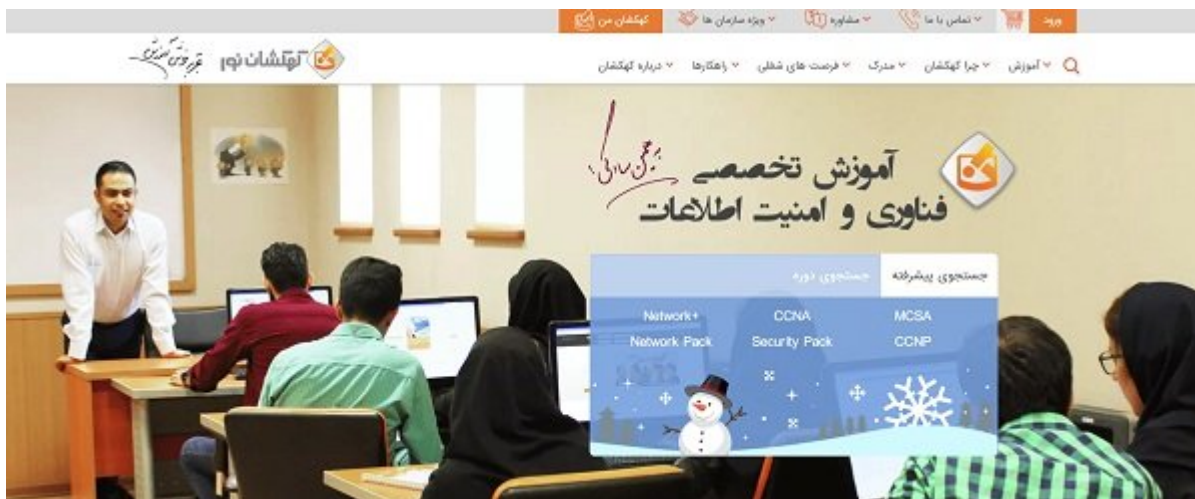 ورود تماس با ما مشاوره ویژه سازمان ها کهکشان من
کهکشان نور
آموزش چرا کهکشان مدرک فرصت های شغلی راهکارها درباره کهکشان
آموزش تخصصی
فناوری و امنیت اطلاعات
جستجوی پیشرفته جستجوی دوره
Network+ CCNA MCSA
Network Pack Security Pack CCNP